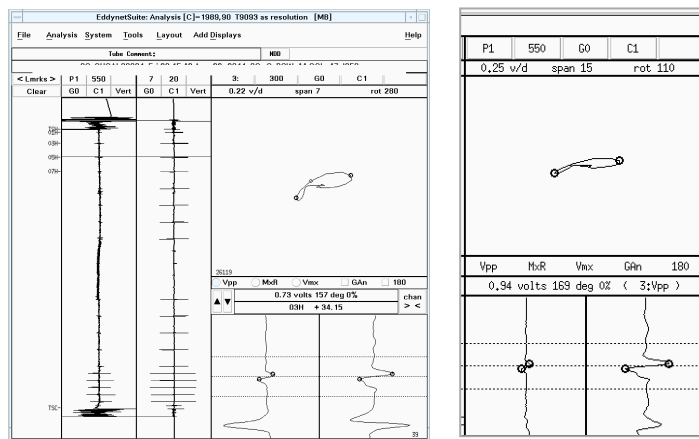 EddynetSuite: Analysis [C]=1989,90 T9093 as resolution [MB]
File Analysis System Tools Layout Add Displays Help
Tube Comment: NDD
< Lmrks > P1 550 7 20 3: 300 G0 C1
Clear G0 C1 Vert G0 C1 Vert 0.22 v/d span 7 rot 280
03H
05H
07H
TSC
26119
Vpp MxR Vmx GAn 180
0.73 volts 157 deg 0% chan
03H + 34.15 > <
39
P1 550 G0 C1
0.25 v/d span 15 rot 110
Vpp MxR Vmx GAn 180
0.94 volts 169 deg 0% ( 3:Vpp )